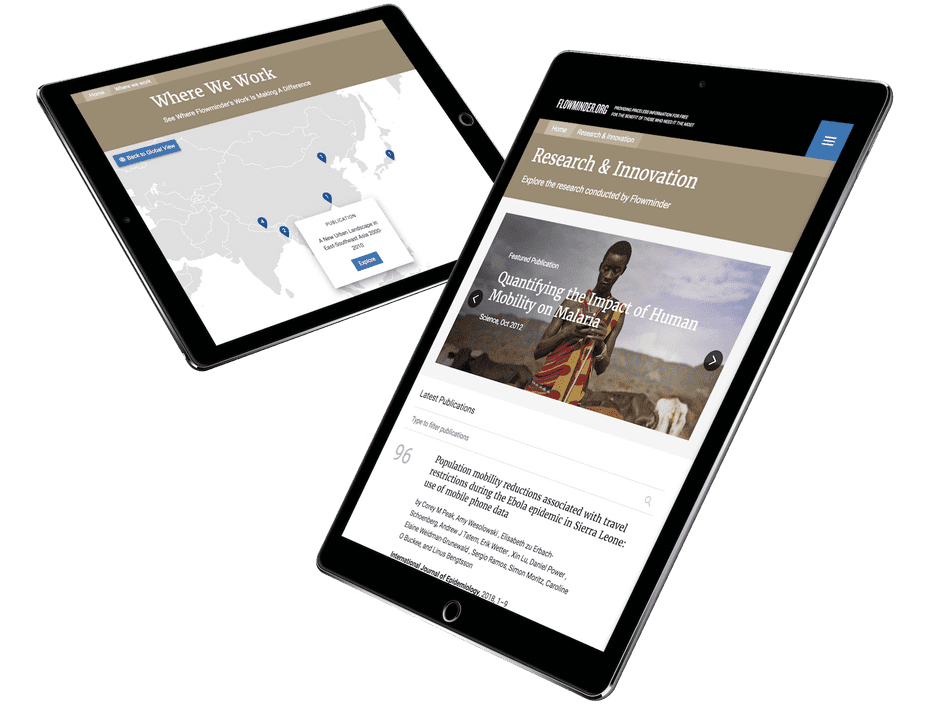 Home
Where we work
Where We Work
See Where Flowminder's Work Is Making A Difference
Back to Global View
4
2
PUBLICATION
A New Urban Landscape in
East-Southeast Asia 2000-
2010
Explore
FLOWMINDER.ORG
PROVIDING PRICELESS INFORMATION FOR FREE
FOR THE BENEFIT OF THOSE WHO NEED IT THE MOST
Home
Research & Innovation
Research & Innovation
Explore the research conducted by Flowminder
Featured Publication
Quantifying the Impact of Human
Mobility on Malaria
Science, Oct 2012
Latest Publications
Type to filter publications
96
Population mobility reductions associated with travel
restrictions during the Ebola epidemic in Sierra Leone:
use of mobile phone data
by Corey M Peak, Amy Wesolowski, Elisabeth zu Erbach-
Schoenberg, Andrew J Tatem, Erik Wetter, Xin Lu, Daniel Power,
Elaine Weidman-Grunewald, Sergio Ramos, Simon Moritz, Caroline
O Buckee, and Linus Bengtsson
International Journal of Epidemiology, 2018, 1–9